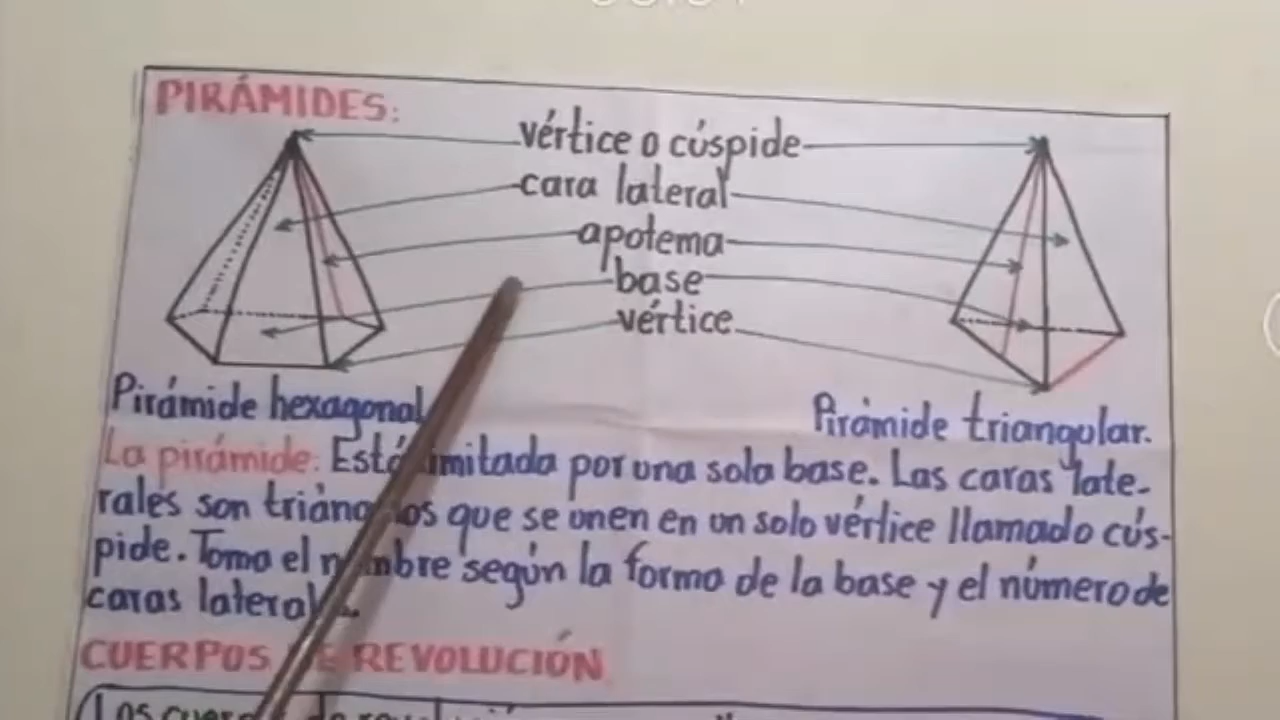 PIRÁMIDES:
vértice o cúspide
cara lateral
apotema
base
vértice
Pirámide hexagonal
Pirámide triangular.
La pirámide: Está limitada por una sola base. Las caras late-
rales son triángulos que se unen en un solo vértice llamado cús-
pide. Toma el nombre según la forma de la base y el número de
caras laterales.
CUERPOS DE REVOLUCIÓN
Los